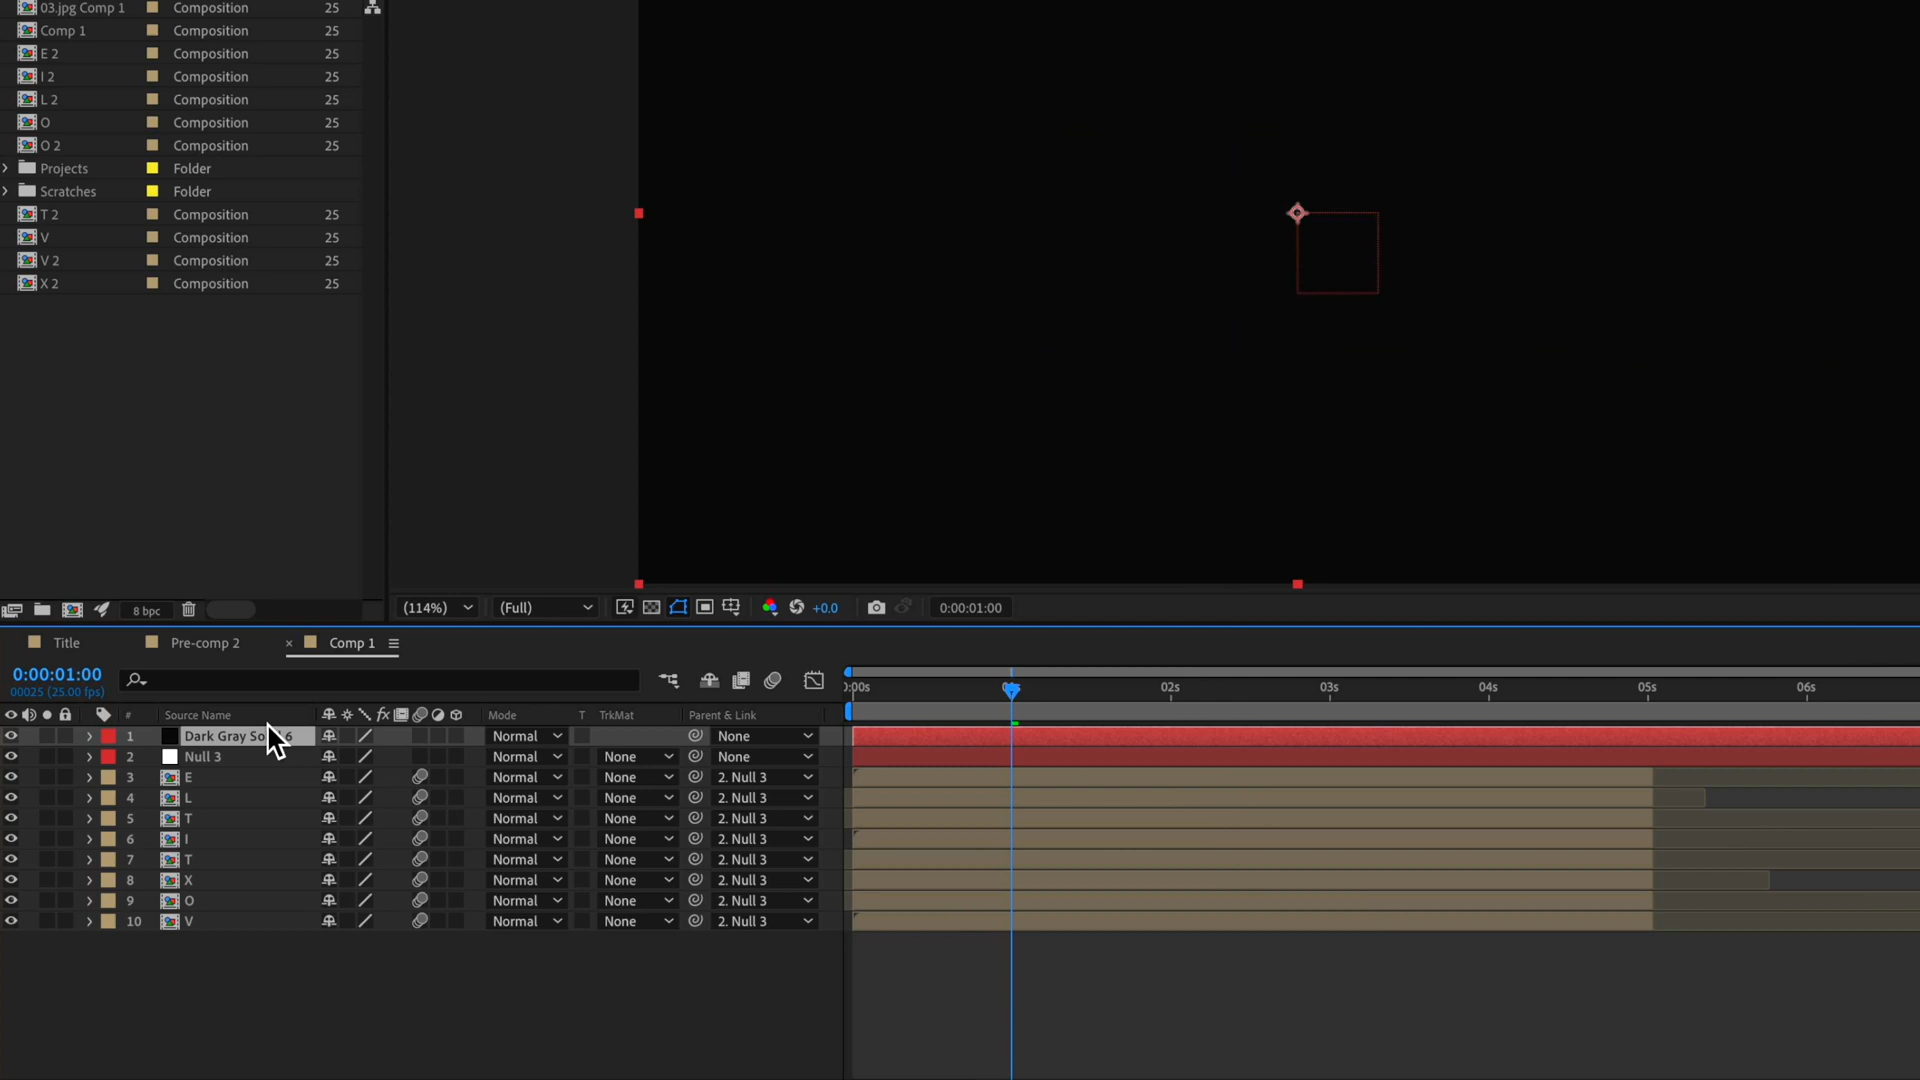 03.jpg Comp 1 Composition 25
Comp 1 Composition 25
E 2 Composition 25
I 2 Composition 25
L 2 Composition 25
O Composition 25
O 2 Composition 25
Projects Folder
Scratches Folder
T 2 Composition 25
V Composition 25
V 2 Composition 25
X 2 Composition 25
8 bpc (114%) (Full) +0.0 0:00:01:00
Title Pre-comp 2 × Comp 1
0:00:01:00
00025 (25.00 fps)
:00s 02s 03s 04s 05s 06s
# Source Name fx Mode T TrkMat Parent & Link
1 Dark Gray 6 Normal None
2 Null 3 Normal None None
3 E Normal None 2. Null 3
4 L Normal None 2. Null 3
5 T Normal None 2. Null 3
6 I Normal None 2. Null 3
7 T Normal None 2. Null 3
8 X Normal None 2. Null 3
9 O Normal None 2. Null 3
10 V Normal None 2. Null 3